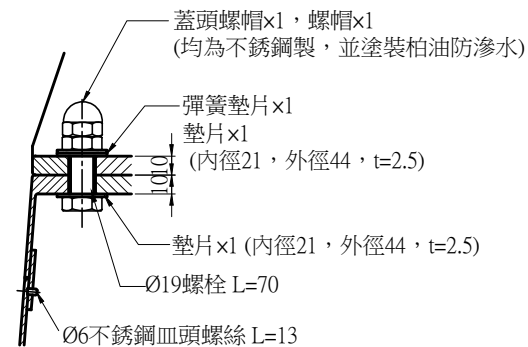 蓋頭螺帽×1，螺帽×1
(均為不銹鋼製，並塗裝柏油防滲水)
彈簧墊片×1
墊片×1
(內徑21，外徑44，t=2.5)
10
10
墊片×1 (內徑21，外徑44，t=2.5)
Ø19螺栓 L=70
Ø6不銹鋼皿頭螺絲 L=13